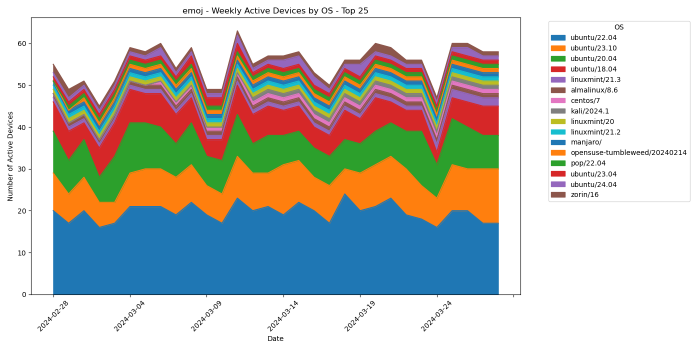 emoj - Weekly Active Devices by OS - Top 25
60
50
40
30
20
10
0
Number of Active Devices
2024-02-28
2024-03-04
2024-03-09
2024-03-14
2024-03-19
2024-03-24
Date
OS
ubuntu/22.04
ubuntu/23.10
ubuntu/20.04
ubuntu/18.04
linuxmint/21.3
almalinux/8.6
centos/7
kali/2024.1
linuxmint/20
linuxmint/21.2
manjaro/
opensuse-tumbleweed/20240214
pop/22.04
ubuntu/23.04
ubuntu/24.04
zorin/16